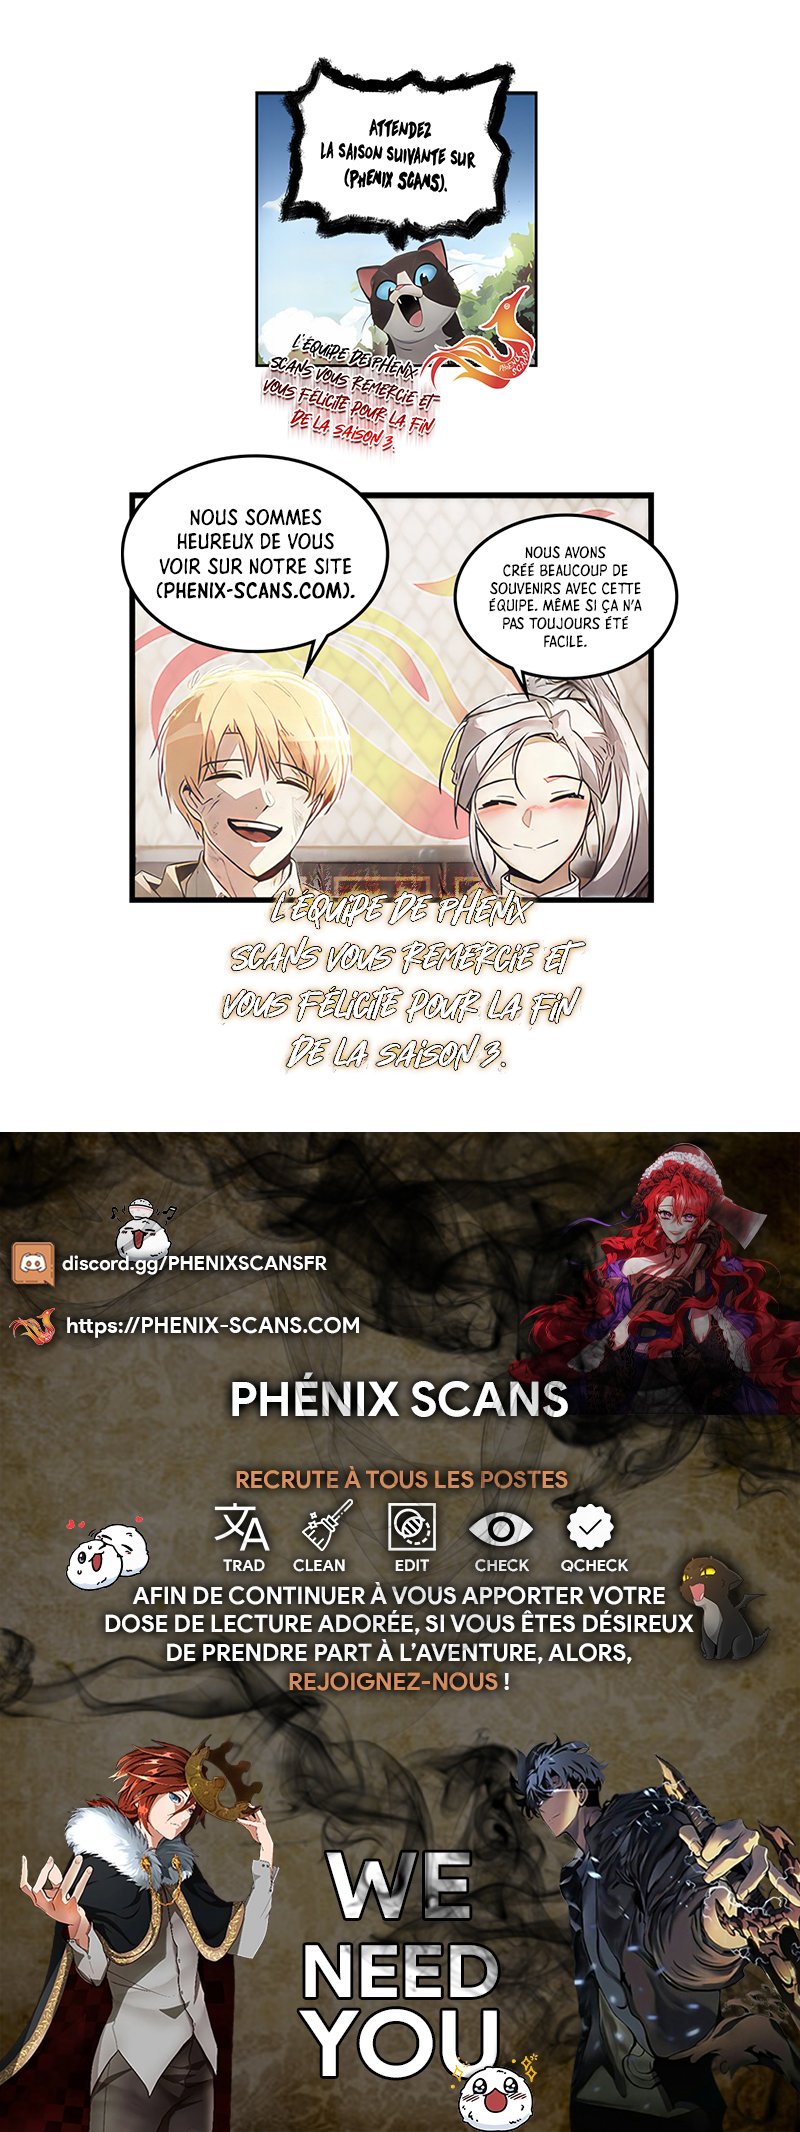 ATTENDEZ
LA SAISON SUIVANTE SUR
(PHENIX SCANS).
PHENIX
SCANS
L'ÉQUIPE DE PHENIX
SCANS VOUS REMERCIE ET
VOUS FÉLICITE POUR LA FIN
DE LA SAISON 3.
NOUS SOMMES
HEUREUX DE VOUS
VOIR SUR NOTRE SITE
(PHENIX-SCANS.COM).
NOUS AVONS
CRÉÉ BEAUCOUP DE
SOUVENIRS AVEC CETTE
ÉQUIPE. MÊME SI ÇA N'A
PAS TOUJOURS ÉTÉ
FACILE.
L'ÉQUIPE DE PHENIX
SCANS VOUS REMERCIE ET
VOUS FÉLICITE POUR LA FIN
DE LA SAISON 3.
discord.gg/PHENIXSCANSFR
https://PHENIX-SCANS.COM
PHÉNIX SCANS
RECRUTE À TOUS LES POSTES
TRAD CLEAN EDIT CHECK QCHECK
AFIN DE CONTINUER À VOUS APPORTER VOTRE
DOSE DE LECTURE ADORÉE, SI VOUS ÊTES DÉSIREUX
DE PRENDRE PART À L'AVENTURE, ALORS,
REJOIGNEZ-NOUS !
WE
NEED
YOU